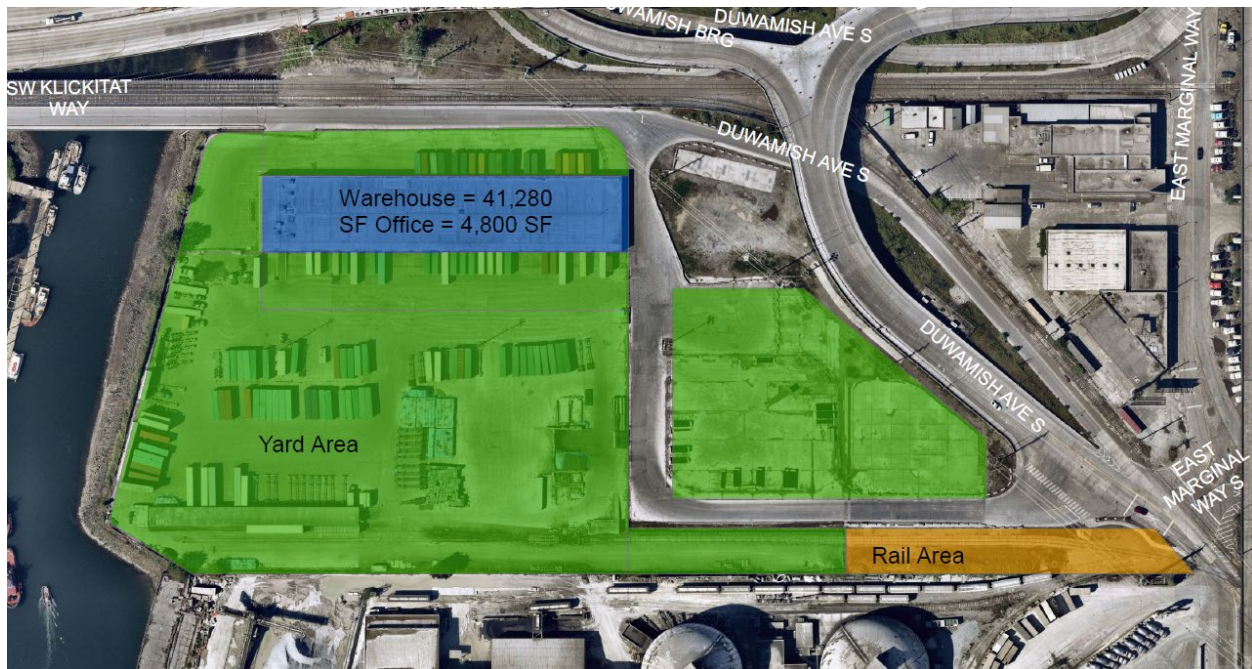 DUWAMISH AVE S
UWAMISH
BRG
EAST MARGINAL WAY
SW KLICKITAT
WAY
DUWAMISH AVE S
Warehouse = 41,280
SF Office = 4,800 SF
DUWAMISH AVE S
Yard Area
EAST
MARGINAL
WAY S
Rail Area